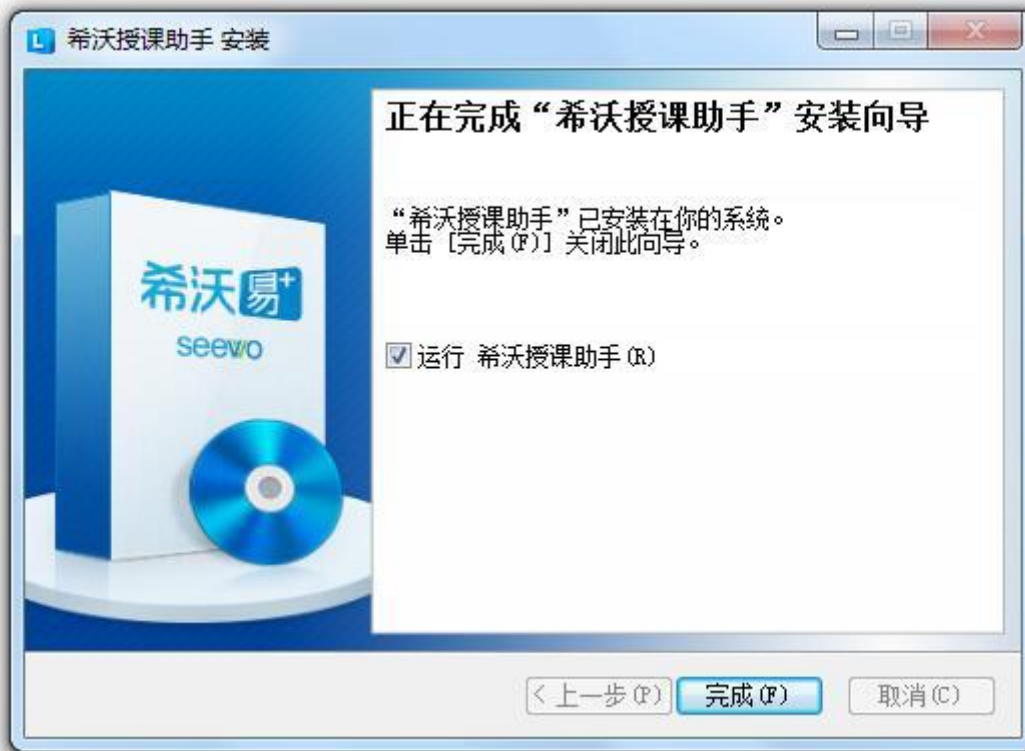 L 希沃授课助手 安装
正在完成“希沃授课助手”安装向导
“希沃授课助手”已安装在你的系统。
单击 [完成(F)] 关闭此向导。
希沃易+
seewo
运行 希沃授课助手(R)
< 上一步(P) 完成(F) 取消(C)